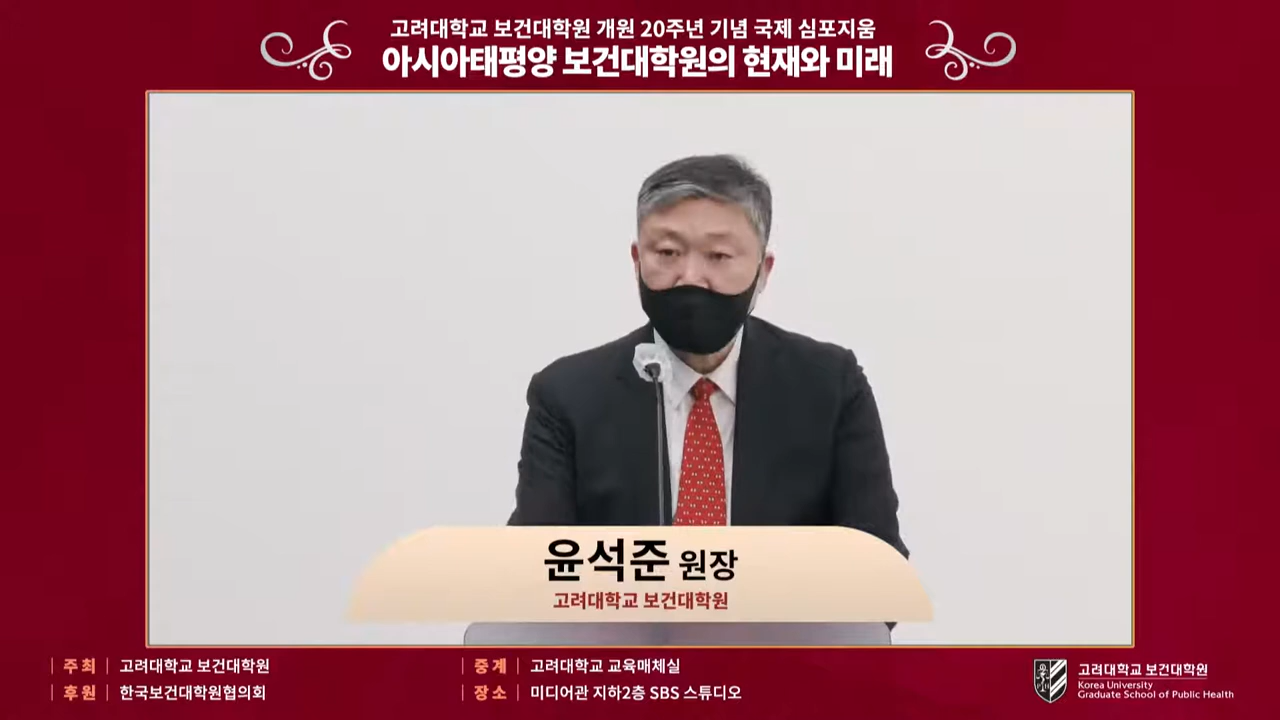 고려대학교 보건대학원 개원 20주년 기념 국제 심포지움
아시아태평양 보건대학원의 현재와 미래
윤석준 원장
고려대학교 보건대학원
주최 고려대학교 보건대학원
후원 한국보건대학원협의회
중계 고려대학교 교육매체실
장소 미디어관 지하2층 SBS 스튜디오
고려대학교 보건대학원
Korea University
Graduate School of Public Health